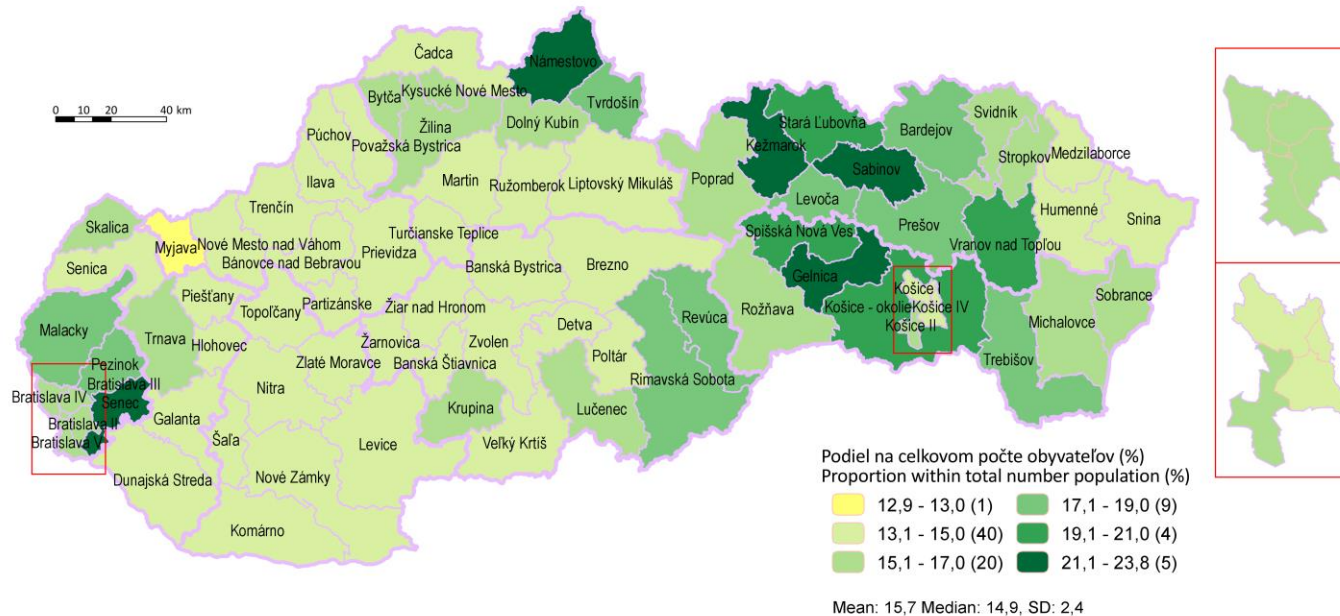 Čadca
Námestovo
Bytča
Kysucké Nové Mesto
Tvrdošín
0 10 20 40 km
Púchov
Žilina
Dolný Kubín
Považská Bystrica
Stará Ľubovňa
Bardejov
Svidník
Kežmarok
Stropkov
Medzilaborce
Ilava
Martin
Ružomberok
Liptovský Mikuláš
Poprad
Sabinov
Trenčín
Levoča
Prešov
Humenné
Snina
Skalica
Myjava
Nové Mesto nad Váhom
Turčianske Teplice
Spišská Nová Ves
Vranov nad Topľou
Bánovce nad Bebravou
Prievidza
Banská Bystrica
Brezno
Senica
Gelnica
Piešťany
Partizánske
Žiar nad Hronom
Košice I
Sobrance
Topoľčany
Rožňava
Košice - okolie
Košice IV
Malacky
Trnava
Hlohovec
Detva
Revúca
Košice II
Michalovce
Žarnovica
Zvolen
Poltár
Trebišov
Pezinok
Zlaté Moravce
Banská Štiavnica
Bratislava III
Nitra
Rimavská Sobota
Bratislava IV
Senec
Krupina
Lučenec
Bratislava II
Galanta
Šaľa
Levice
Veľký Krtíš
Bratislava V
Dunajská Streda
Nové Zámky
Komárno
Podiel na celkovom počte obyvateľov (%)
Proportion within total number population (%)
12,9 - 13,0 (1)
13,1 - 15,0 (40)
15,1 - 17,0 (20)
17,1 - 19,0 (9)
19,1 - 21,0 (4)
21,1 - 23,8 (5)
Mean: 15,7 Median: 14,9, SD: 2,4